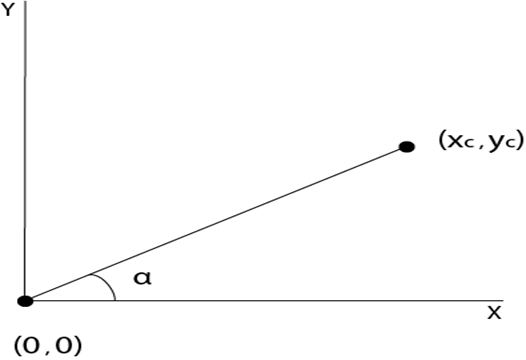 Y
(xc,yc)
α
X
(0,0)